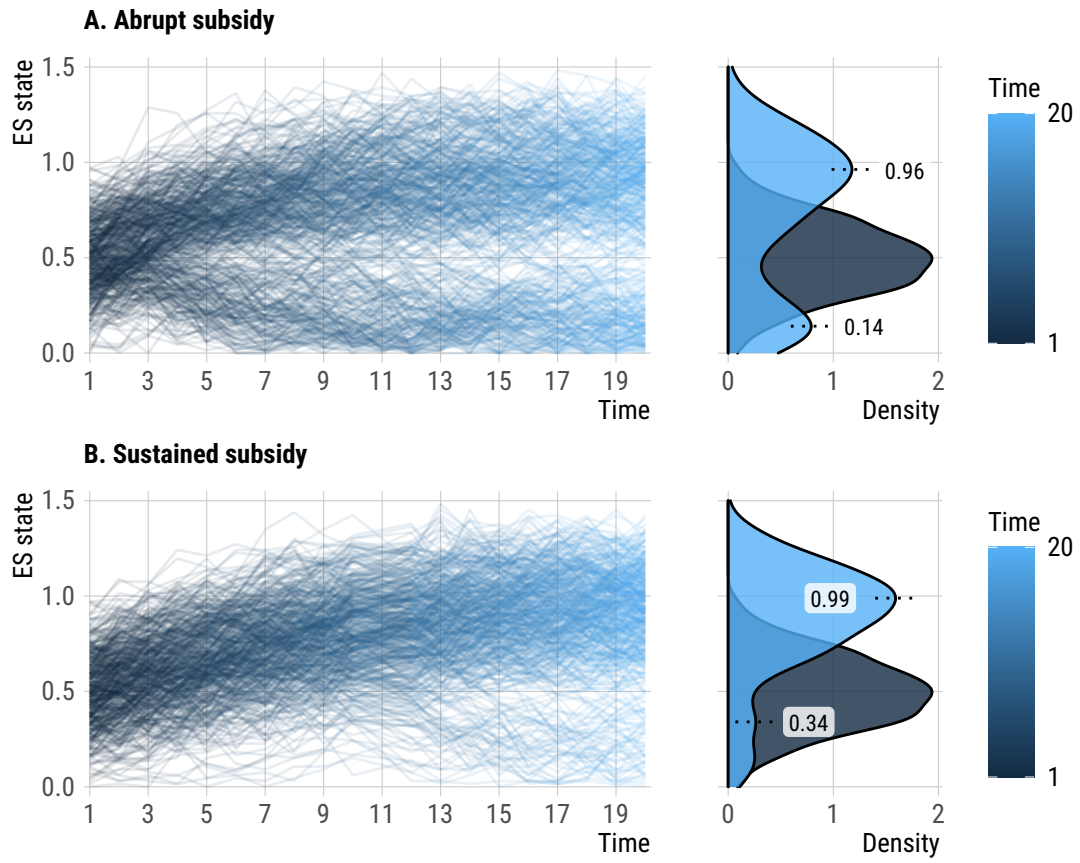 A. Abrupt subsidy
ES state
1.5
1.0
0.5
0.0
1 3 5 7 9 11 13 15 17 19
Time
0.96
0.14
0 1 2
Density
Time
20
1
B. Sustained subsidy
ES state
1.5
1.0
0.5
0.0
1 3 5 7 9 11 13 15 17 19
Time
0.99
0.34
0 1 2
Density
Time
20
1